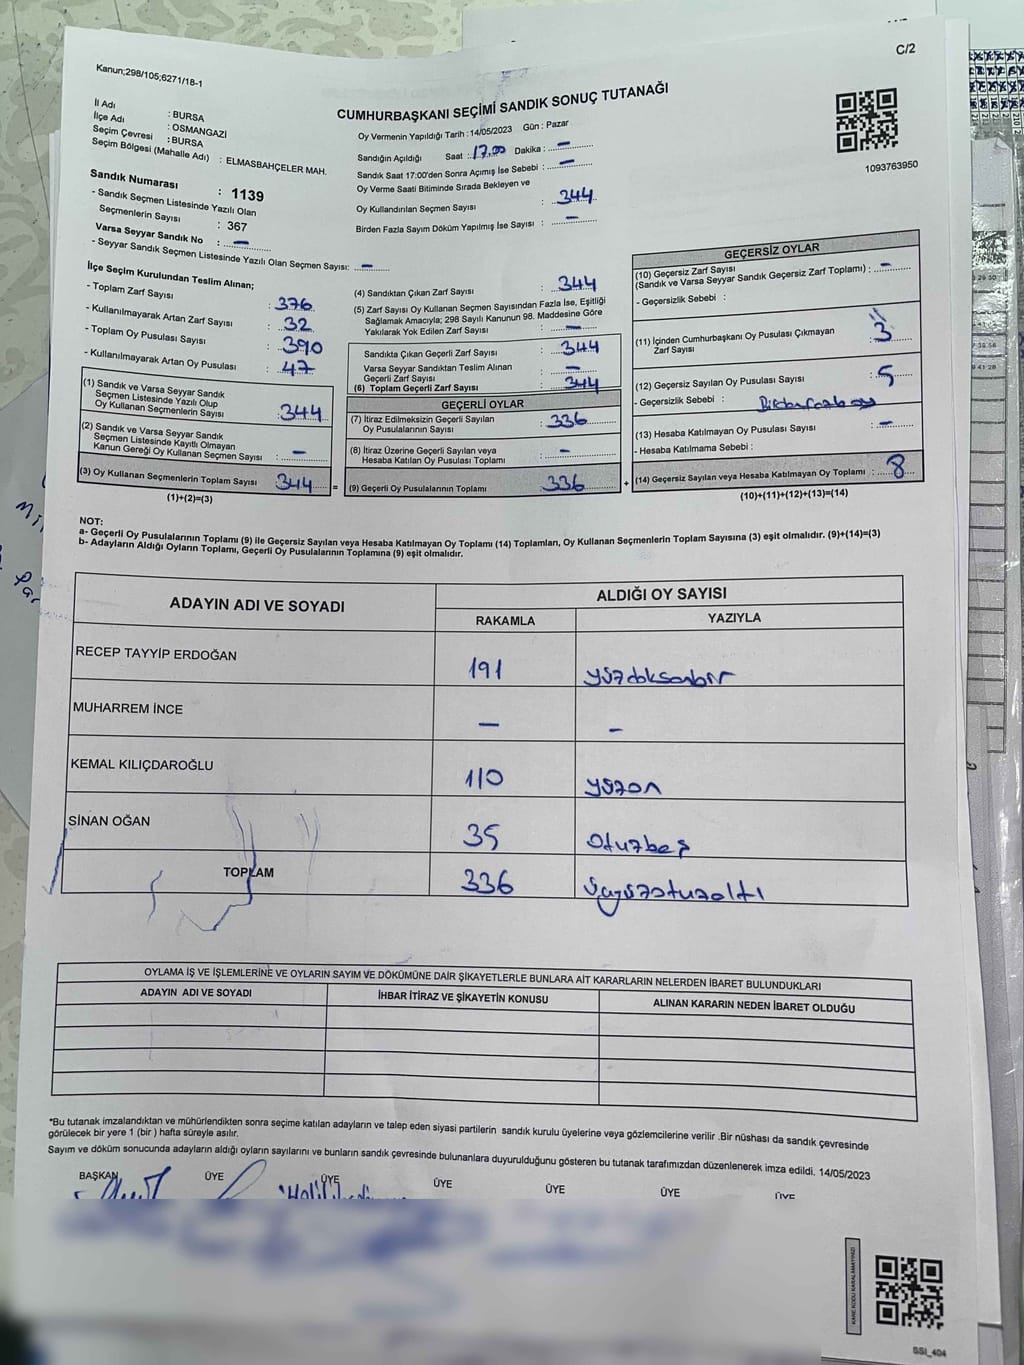 C/2
Kanun;298/105;6271/18-1
CUMHURBAŞKANI SEÇİMİ SANDIK SONUÇ TUTANAĞI
İl Adı : BURSA
İlçe Adı : OSMANGAZİ
Seçim Çevresi : BURSA
Seçim Bölgesi (Mahalle Adı) : ELMASBAHÇELER MAH.
Sandık Numarası : 1139
- Sandık Seçmen Listesinde Yazılı Olan
Seçmenlerin Sayısı : 367
Varsa Seyyar Sandık No : —
- Seyyar Sandık Seçmen Listesinde Yazılı Olan Seçmen Sayısı: —
Oy Vermenin Yapıldığı Tarih : 14/05/2023 Gün : Pazar
Sandığın Açıldığı Saat : 17.00 Dakika : —
Sandık Saat 17:00'den Sonra Açımış İse Sebebi : —
Oy Verme Saati Bitiminde Sırada Bekleyen ve
Oy Kullandırılan Seçmen Sayısı : 344
Birden Fazla Sayım Döküm Yapılmış İse Sayısı : —
1093763950
İlçe Seçim Kurulundan Teslim Alınan;
- Toplam Zarf Sayısı : 376
- Kullanılmayarak Artan Zarf Sayısı : 32
- Toplam Oy Pusulası Sayısı : 390
- Kullanılmayarak Artan Oy Pusulası : 47
(1) Sandık ve Varsa Seyyar Sandık
Seçmen Listesinde Yazılı Olup
Oy Kullanan Seçmenlerin Sayısı : 344
(2) Sandık ve Varsa Seyyar Sandık
Seçmen Listesinde Kayıtlı Olmayan
Kanun Gereği Oy Kullanan Seçmen Sayısı : —
(3) Oy Kullanan Seçmenlerin Toplam Sayısı : 344
(1)+(2)=(3)
(4) Sandıktan Çıkan Zarf Sayısı : 344
(5) Zarf Sayısı Oy Kullanan Seçmen Sayısından Fazla İse, Eşitliği
Sağlamak Amacıyla; 298 Sayılı Kanunun 98. Maddesine Göre
Yakılarak Yok Edilen Zarf Sayısı : —
Sandıkta Çıkan Geçerli Zarf Sayısı : 344
Varsa Seyyar Sandıktan Teslim Alınan
Geçerli Zarf Sayısı : —
(6) Toplam Geçerli Zarf Sayısı : 344
GEÇERLİ OYLAR
(7) İtiraz Edilmeksizin Geçerli Sayılan
Oy Pusulalarının Sayısı : 336
(8) İtiraz Üzerine Geçerli Sayılan veya
Hesaba Katılan Oy Pusulası Toplamı : —
= (9) Geçerli Oy Pusulalarının Toplamı 336 +
GEÇERSİZ OYLAR
(10) Geçersiz Zarf Sayısı
(Sandık ve Varsa Seyyar Sandık Geçersiz Zarf Toplamı) : —
- Geçersizlik Sebebi :
(11) İçinden Cumhurbaşkanı Oy Pusulası Çıkmayan
Zarf Sayısı : 3
(12) Geçersiz Sayılan Oy Pusulası Sayısı : 5
- Geçersizlik Sebebi : Birden fazla oy
(13) Hesaba Katılmayan Oy Pusulası Sayısı : —
- Hesaba Katılmama Sebebi :
(14) Geçersiz Sayılan veya Hesaba Katılmayan Oy Toplamı : 8
(10)+(11)+(12)+(13)=(14)
NOT:
a- Geçerli Oy Pusulalarının Toplamı (9) ile Geçersiz Sayılan veya Hesaba Katılmayan Oy Toplamı (14) Toplamları, Oy Kullanan Seçmenlerin Toplam Sayısına (3) eşit olmalıdır. (9)+(14)=(3)
b- Adayların Aldığı Oyların Toplamı, Geçerli Oy Pusulalarının Toplamına (9) eşit olmalıdır.
ADAYIN ADI VE SOYADI ALDIĞI OY SAYISI
RAKAMLA YAZIYLA
RECEP TAYYİP ERDOĞAN 191 yüzdoksanbir
MUHARREM İNCE — —
KEMAL KILIÇDAROĞLU 110 yüzon
SİNAN OĞAN 35 Otuzbeş
TOPLAM 336 üçyüzotuzaltı
OYLAMA İŞ VE İŞLEMLERİNE VE OYLARIN SAYIM VE DÖKÜMÜNE DAİR ŞİKAYETLERLE BUNLARA AİT KARARLARIN NELERDEN İBARET BULUNDUKLARI
ADAYIN ADI VE SOYADI İHBAR İTİRAZ VE ŞİKAYETİN KONUSU ALINAN KARARIN NEDEN İBARET OLDUĞU
*Bu tutanak imzalandıktan ve mühürlendikten sonra seçime katılan adayların ve talep eden siyasi partilerin sandık kurulu üyelerine veya gözlemcilerine verilir .Bir nüshası da sandık çevresinde
görülecek bir yere 1 (bir ) hafta süreyle asılır.
Sayım ve döküm sonucunda adayların aldığı oyların sayılarını ve bunların sandık çevresinde bulunanlara duyurulduğunu gösteren bu tutanak tarafımızdan düzenlenerek imza edildi. 14/05/2023
BAŞKAN ÜYE ÜYE ÜYE ÜYE ÜYE ÜYE
KARE KODU KARALAMAYINIZ!
SSI_404